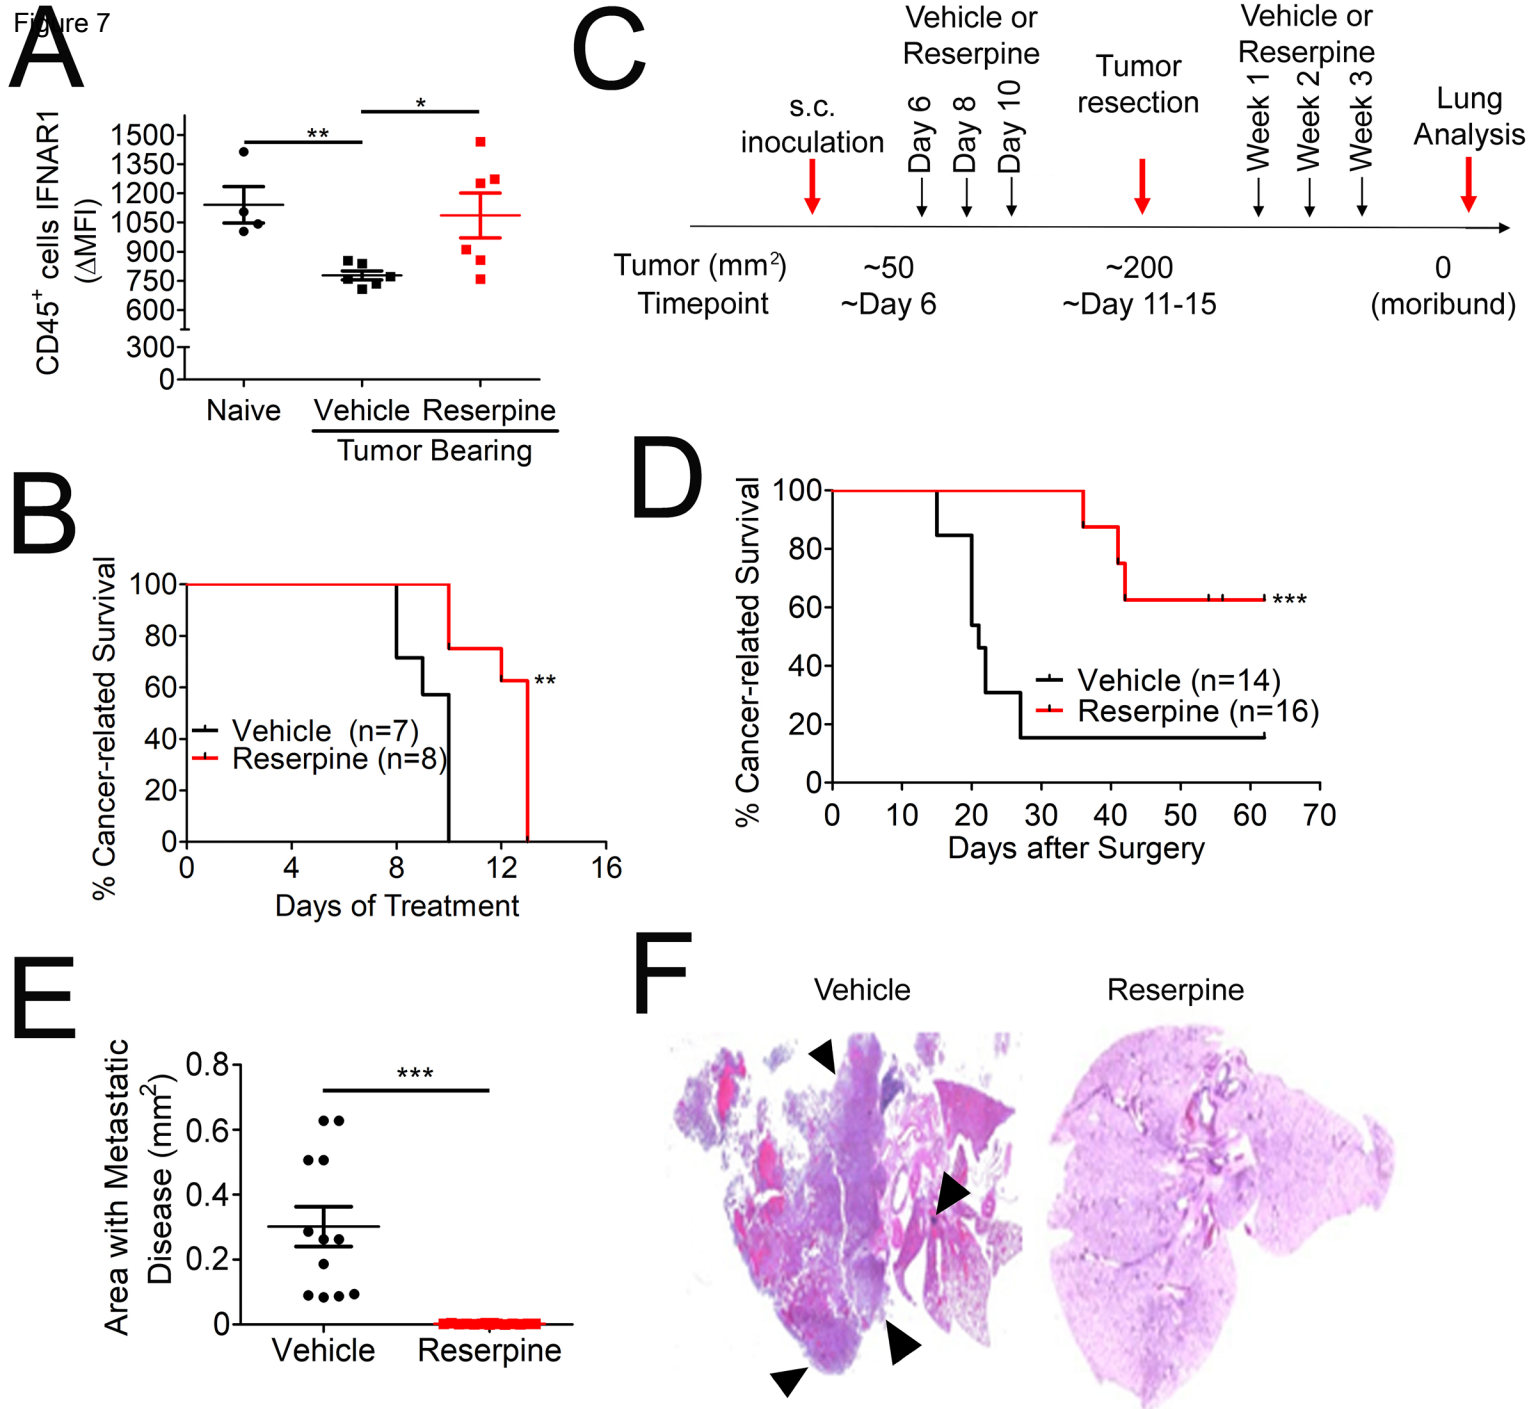 Figure 7
A
CD45+ cells IFNAR1
(ΔMFI)
1500
1350
1200
1050
900
750
600
300
0
**
*
Naive
Vehicle
Reserpine
Tumor Bearing
B
% Cancer-related Survival
100
80
60
40
20
0
**
Vehicle (n=7)
Reserpine (n=8)
0 4 8 12 16
Days of Treatment
C
s.c.
inoculation
Vehicle or
Reserpine
Day 6
Day 8
Day 10
Tumor
resection
Vehicle or
Reserpine
Week 1
Week 2
Week 3
Lung
Analysis
Tumor (mm2) ~50 ~200 0
Timepoint ~Day 6 ~Day 11-15 (moribund)
D
% Cancer-related Survival
100
80
60
40
20
0
***
Vehicle (n=14)
Reserpine (n=16)
0 10 20 30 40 50 60 70
Days after Surgery
E
Area with Metastatic
Disease (mm2)
0.8
0.6
0.4
0.2
0
***
Vehicle
Reserpine
F
Vehicle
Reserpine